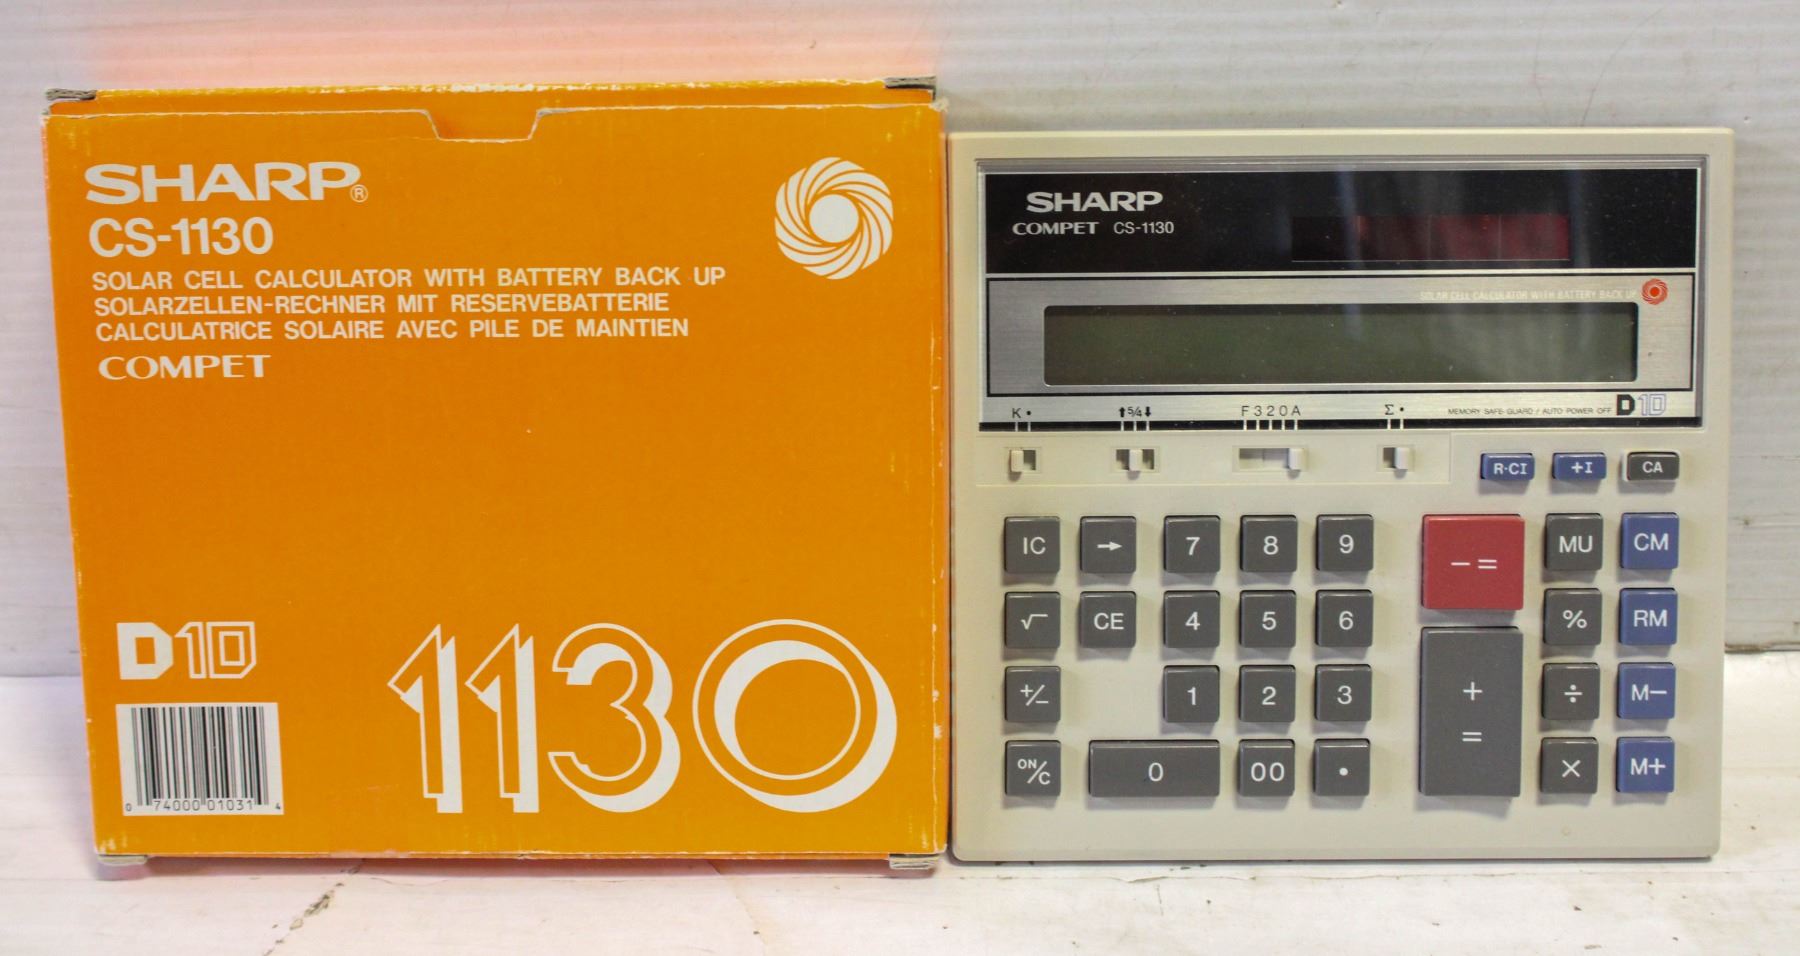 SHARP®
CS-1130
SOLAR CELL CALCULATOR WITH BATTERY BACK UP
SOLARZELLEN-RECHNER MIT RESERVEBATTERIE
CALCULATRICE SOLAIRE AVEC PILE DE MAINTIEN
COMPET
D10
1130
0 74000 01031 4
SHARP
COMPET CS-1130
SOLAR CELL CALCULATOR WITH BATTERY BACK UP
K • ⬆5/4⬇ F320A Σ • MEMORY SAFE GUARD / AUTO POWER OFF D10
R·CI +I CA
IC → 7 8 9 −= MU CM
√ CE 4 5 6 % RM
+/− 1 2 3 + = ÷ M−
ON/C 0 00 • × M+